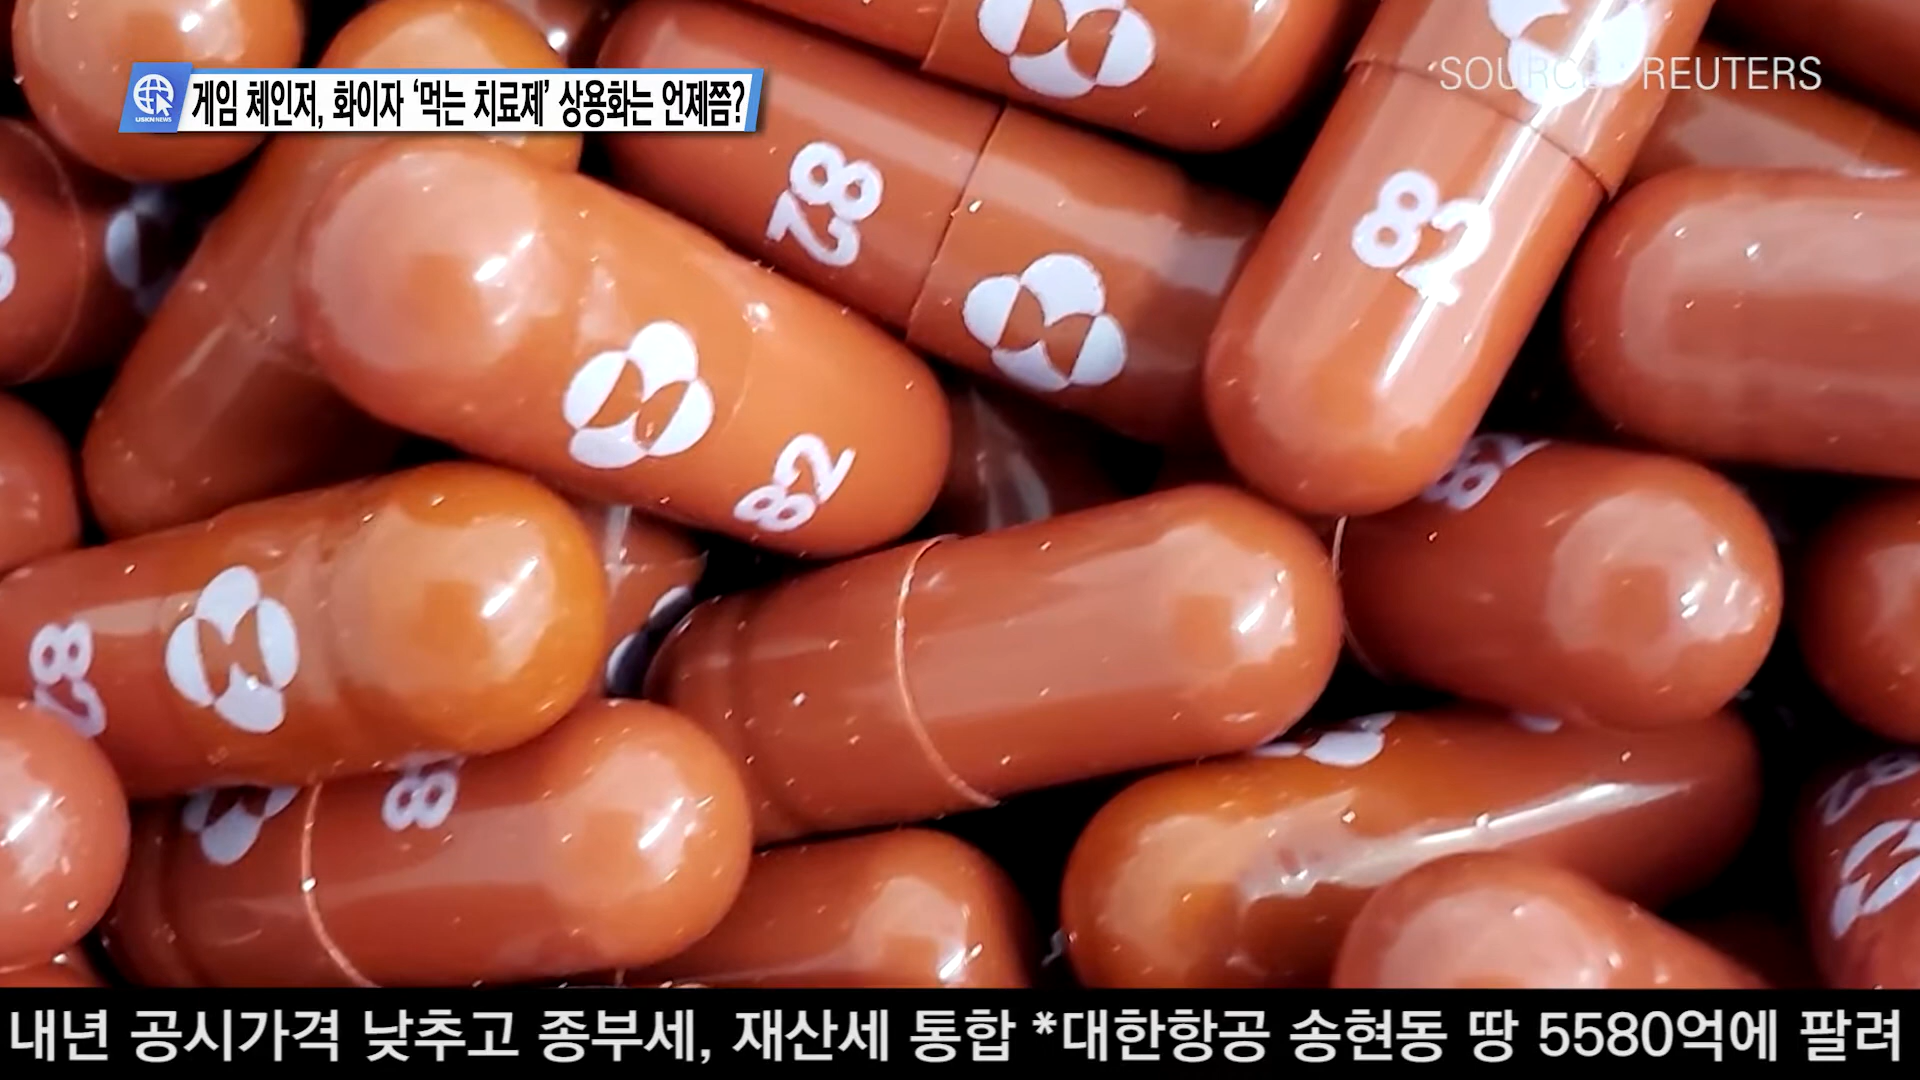 게임 체인저, 화이자 ‘먹는 치료제’ 상용화는 언제쯤?
USKN NEWS
SOURCE REUTERS
82
82
82
82
82
82
내년 공시가격 낮추고 종부세, 재산세 통합 *대한항공 송현동 땅 5580억에 팔려